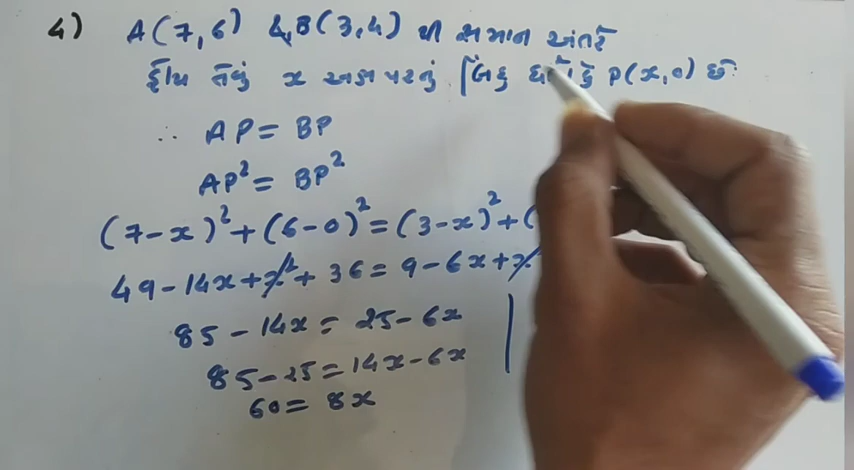 4) A(7,6) & B(3,4) થી સમાન અંતરે
હોય તેવું x અક્ષ પરનું બિંદુ P(x,0) છે.
∴ AP = BP
AP² = BP²
(7-x)² + (6-0)² = (3-x)² + (
49 - 14x + x² + 36 = 9 - 6x + x²
85 - 14x = 25 - 6x
85 - 25 = 14x - 6x
60 = 8x